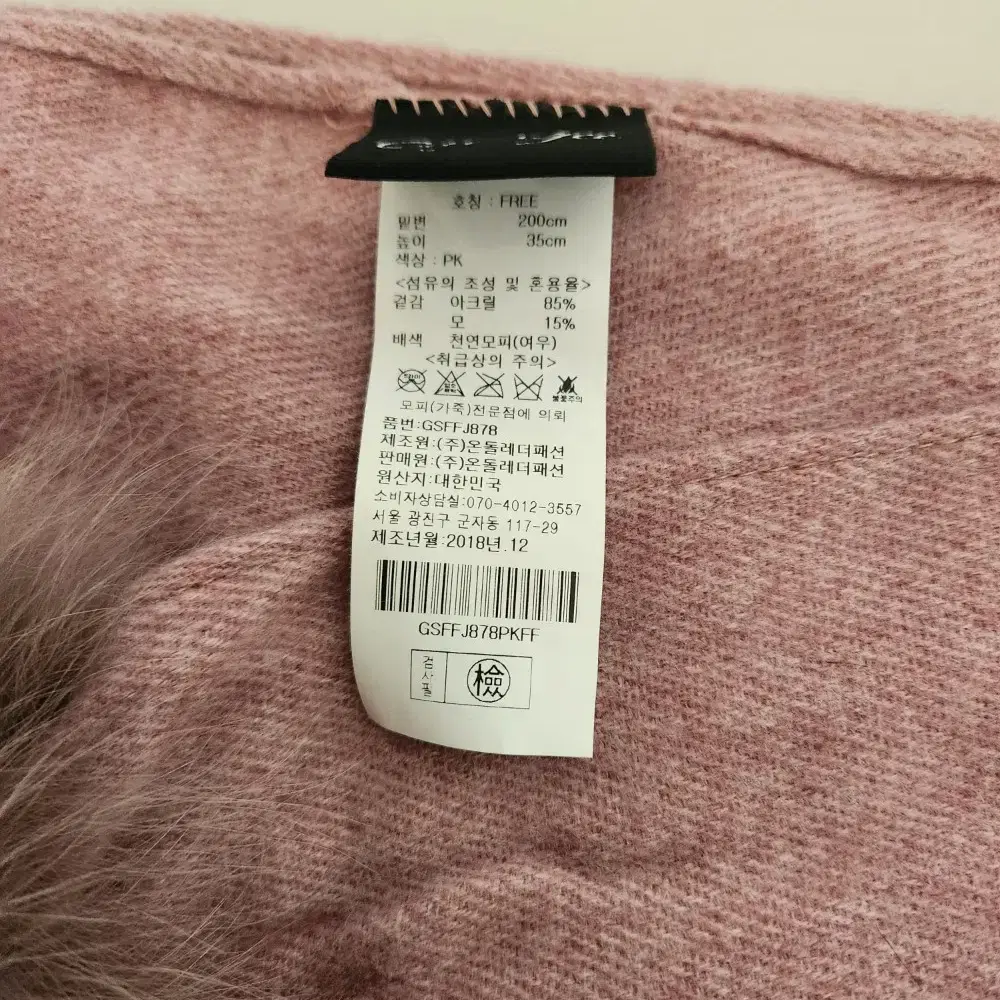 호칭 : FREE
밑변 200cm
높이 35cm
색상 : PK
<섬유의 조성 및 혼용율>
겉감 아크릴 85%
모 15%
배색 천연모피(여우)
<취급상의 주의>
불꽃주의
모피(가죽)전문점에 의뢰
품번:GSFFJ878
제조원:(주)온돌레더패션
판매원:(주)온돌레더패션
원산지:대한민국
소비자상담실:070-4012-3557
서울 광진구 군자동 117-29
제조년월:2018년.12
GSFFJ878PKFF
검사필 檢